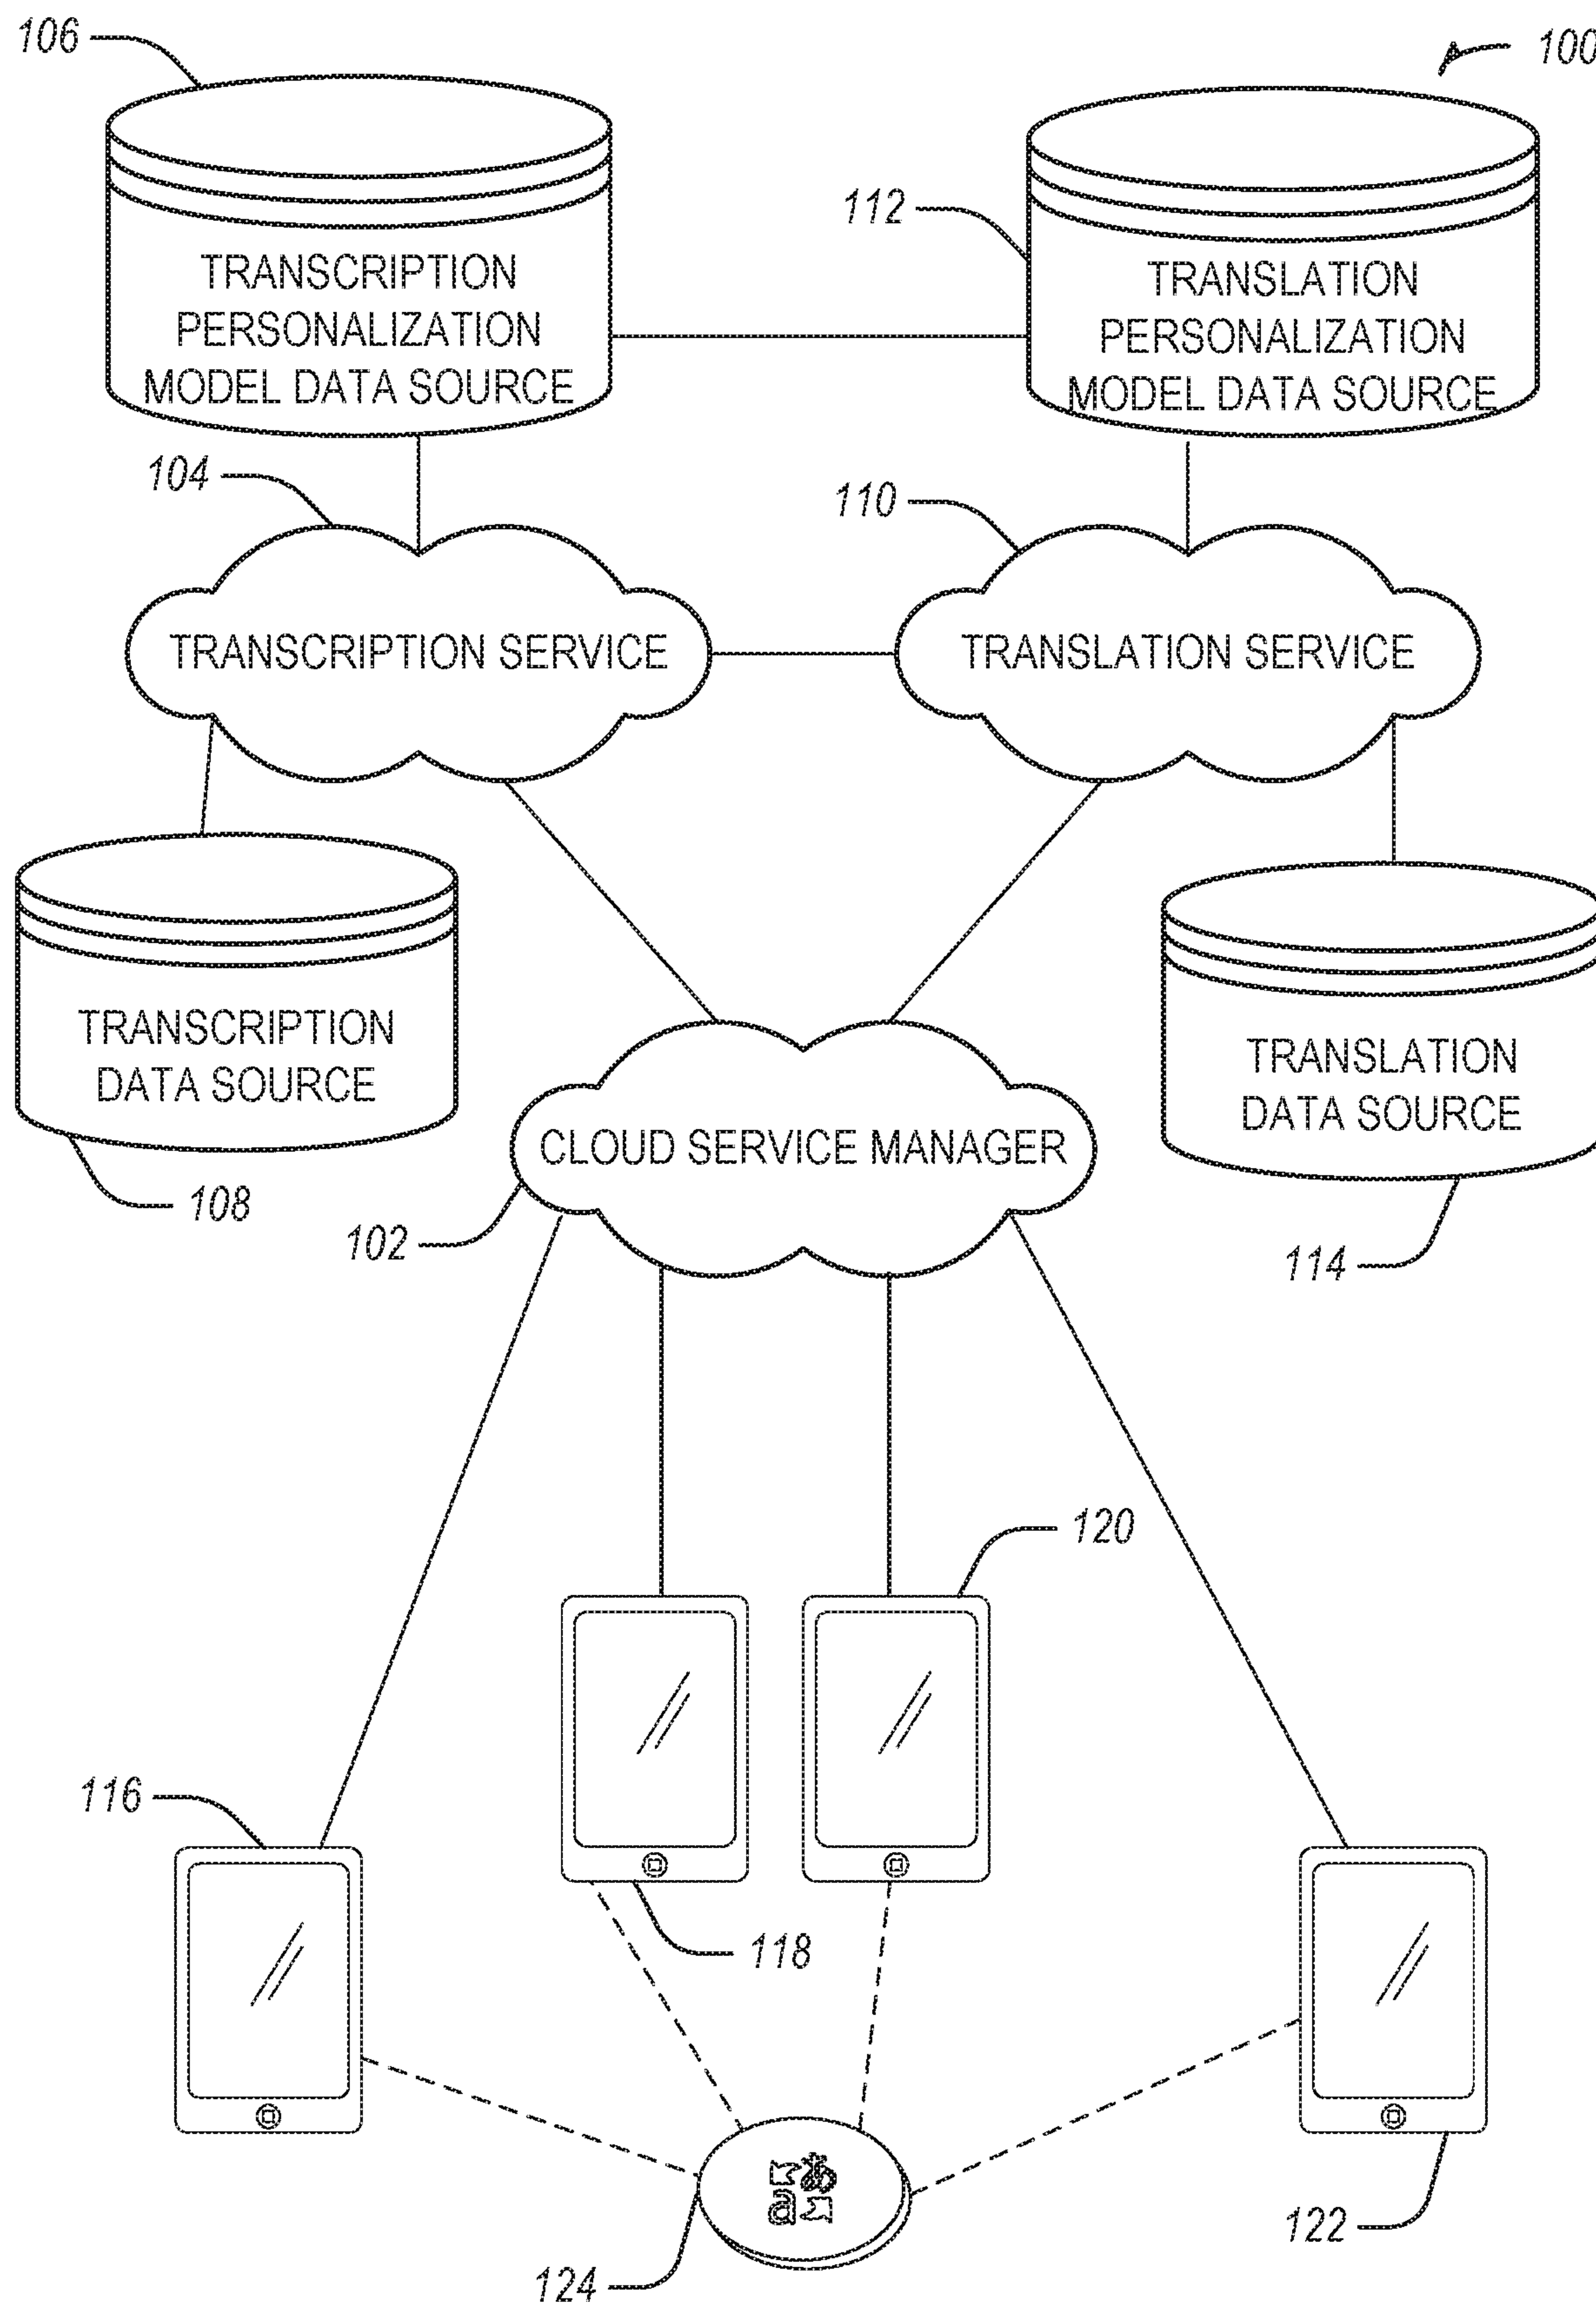 106
100
112
TRANSCRIPTION
PERSONALIZATION
MODEL DATA SOURCE
TRANSLATION
PERSONALIZATION
MODEL DATA SOURCE
104
110
TRANSCRIPTION SERVICE
TRANSLATION SERVICE
TRANSCRIPTION
DATA SOURCE
TRANSLATION
DATA SOURCE
CLOUD SERVICE MANAGER
108
102
114
120
116
118
122
a
124